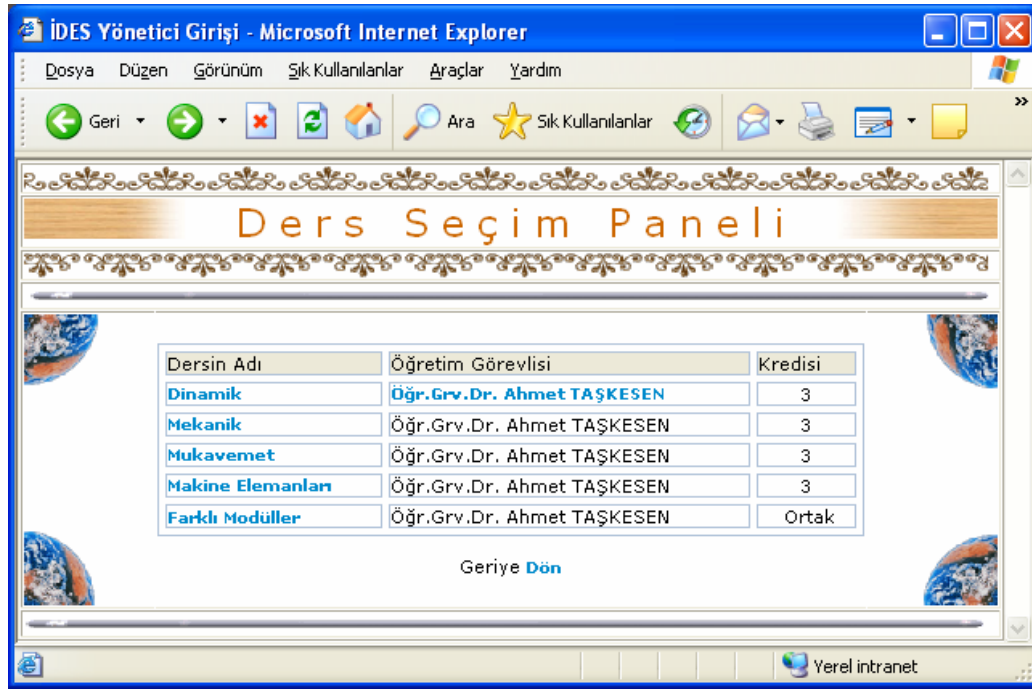 İDES Yönetici Girişi - Microsoft Internet Explorer
Dosya Düzen Görünüm Sık Kullanılanlar Araçlar Yardım
Geri Ara Sık Kullanılanlar »
Ders Seçim Paneli
Dersin Adı Öğretim Görevlisi Kredisi
Dinamik Öğr.Grv.Dr. Ahmet TAŞKESEN 3
Mekanik Öğr.Grv.Dr. Ahmet TAŞKESEN 3
Mukavemet Öğr.Grv.Dr. Ahmet TAŞKESEN 3
Makine Elemanları Öğr.Grv.Dr. Ahmet TAŞKESEN 3
Farklı Modüller Öğr.Grv.Dr. Ahmet TAŞKESEN Ortak
Geriye Dön
Yerel intranet